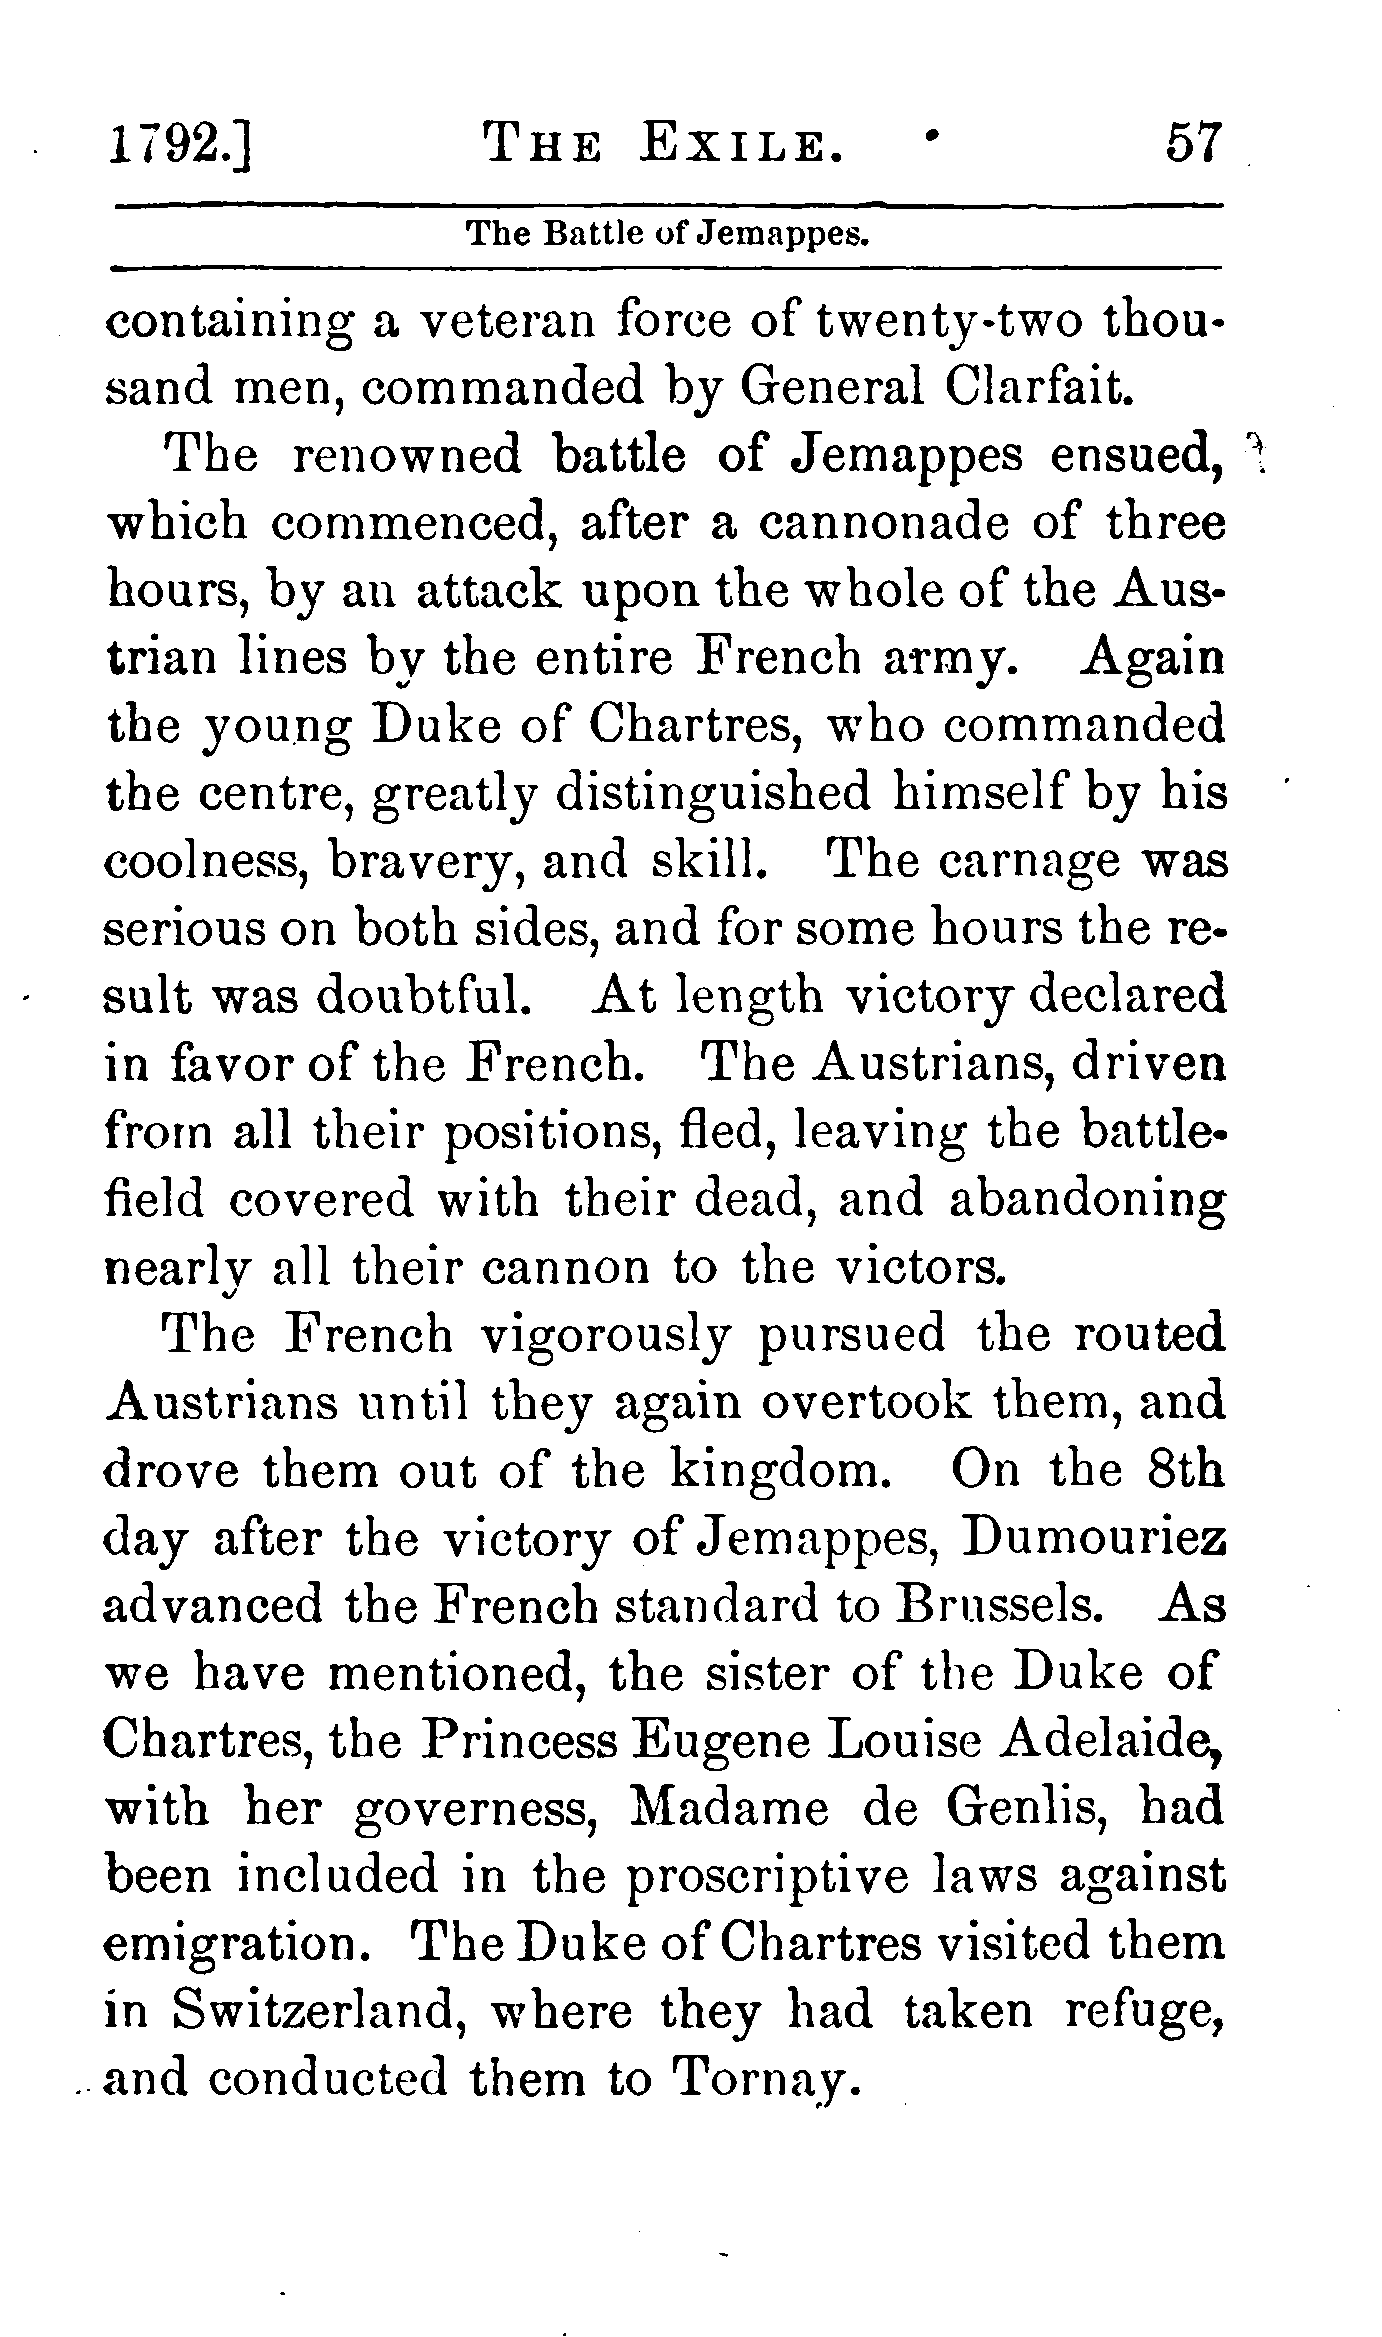 1792.] THE EXILE. 57
The Battle of Jemappes.
containing a veteran force of twenty-two thou-
sand men, commanded by General Clarfait.
The renowned battle of Jemappes ensued,
which commenced, after a cannonade of three
hours, by an attack upon the whole of the Aus-
trian lines by the entire French army. Again
the young Duke of Chartres, who commanded
the centre, greatly distinguished himself by his
coolness, bravery, and skill. The carnage was
serious on both sides, and for some hours the re-
sult was doubtful. At length victory declared
in favor of the French. The Austrians, driven
from all their positions, fled, leaving the battle-
field covered with their dead, and abandoning
nearly all their cannon to the victors.
The French vigorously pursued the routed
Austrians until they again overtook them, and
drove them out of the kingdom. On the 8th
day after the victory of Jemappes, Dumouriez
advanced the French standard to Brussels. As
we have mentioned, the sister of the Duke of
Chartres, the Princess Eugene Louise Adelaide,
with her governess, Madame de Genlis, had
been included in the proscriptive laws against
emigration. The Duke of Chartres visited them
in Switzerland, where they had taken refuge,
and conducted them to Tornay.